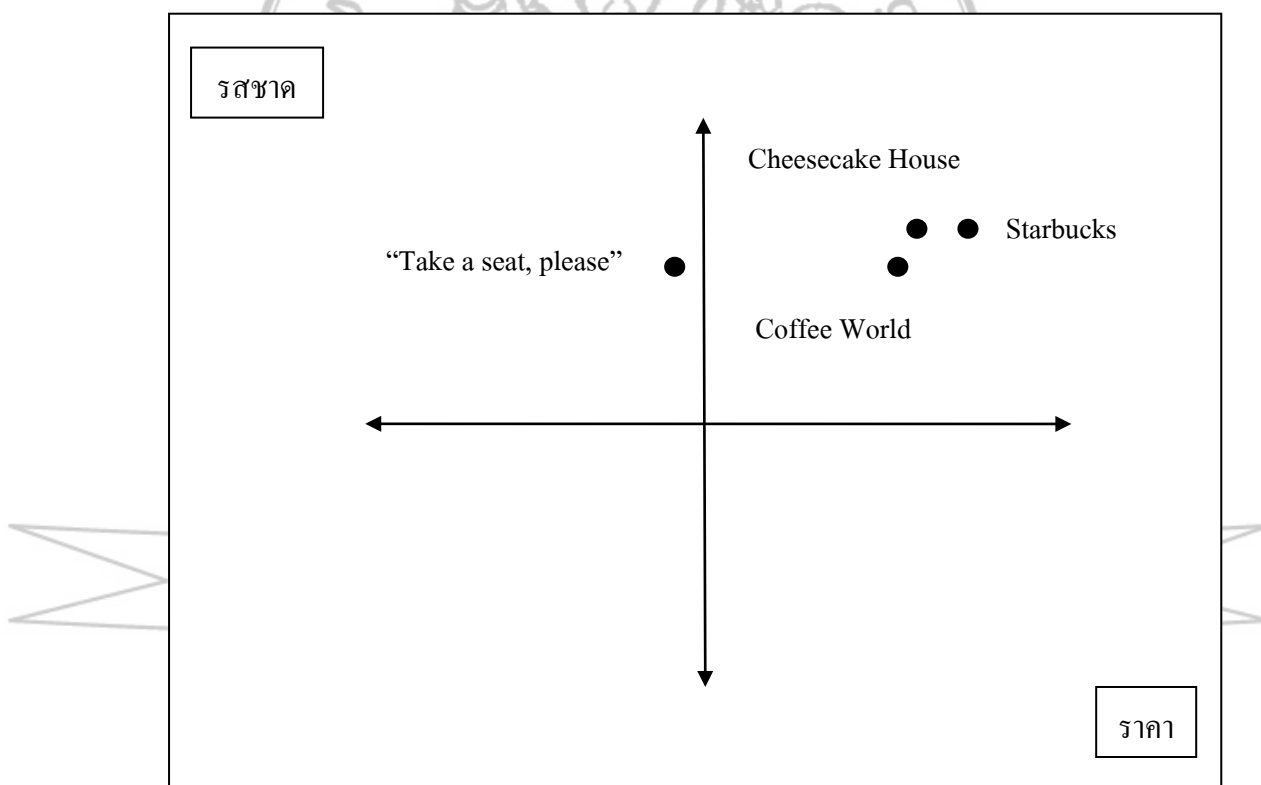 รสชาด
Cheesecake House
Starbucks
“Take a seat, please”
Coffee World
ราคา